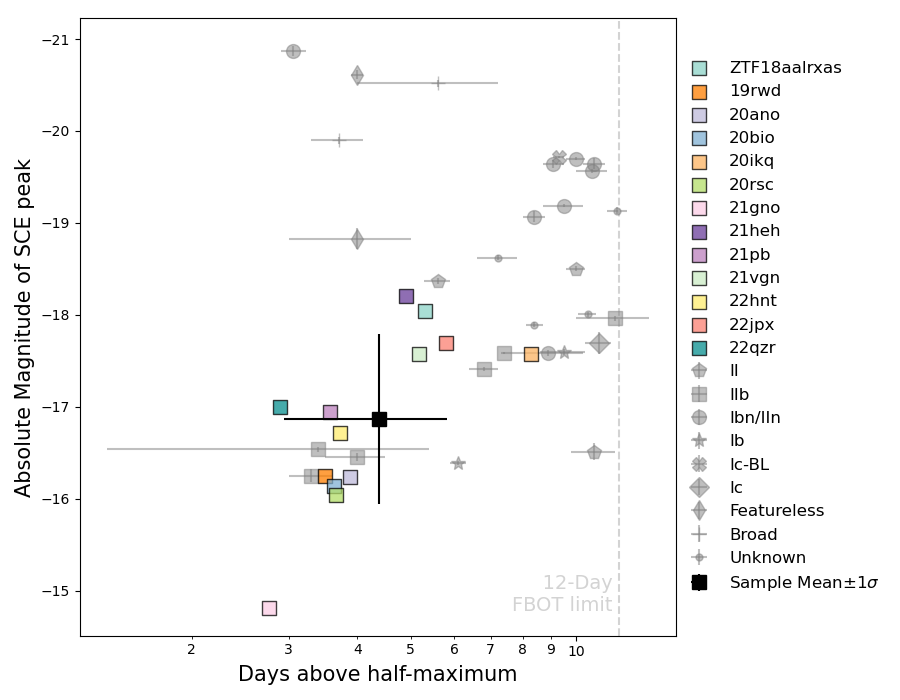 −21
−20
−19
−18
−17
−16
−15
Absolute Magnitude of SCE peak
2
3
4
5
6
7
8
9
10
Days above half-maximum
12-Day
FBOT limit
ZTF18aalrxas
19rwd
20ano
20bio
20ikq
20rsc
21gno
21heh
21pb
21vgn
22hnt
22jpx
22qzr
II
IIb
Ibn/IIn
Ib
Ic-BL
Ic
Featureless
Broad
Unknown
Sample Mean±1σ